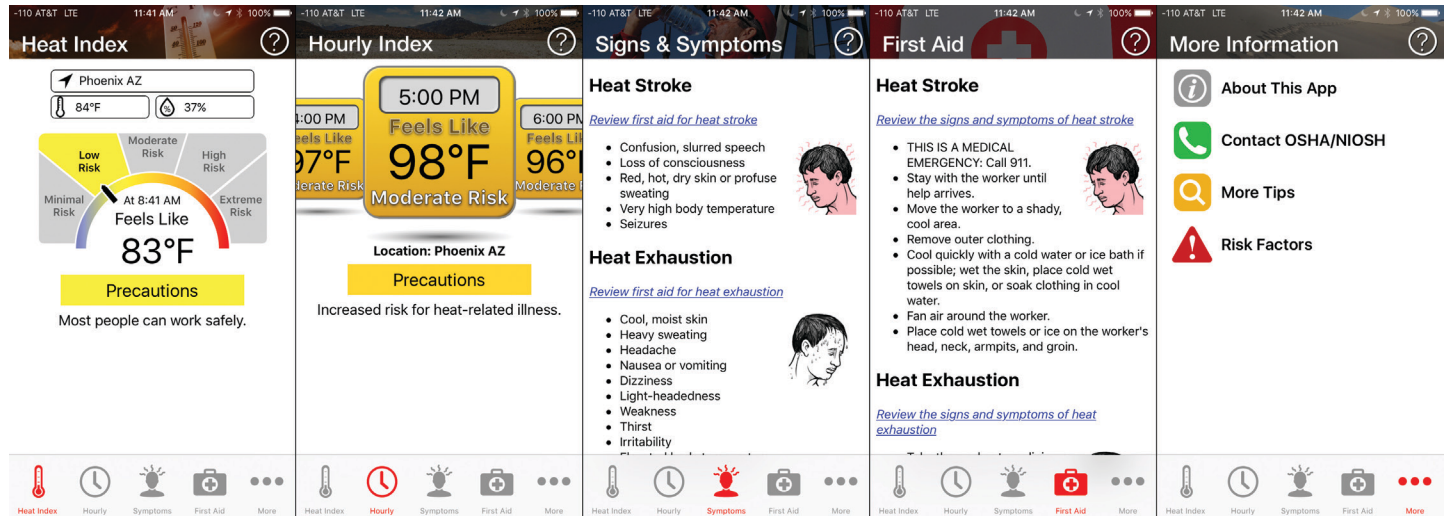 -110 AT&T LTE 11:41 AM 100%
Heat Index
?
Phoenix AZ
84°F
% 37%
Minimal
Risk
Low
Risk
Moderate
Risk
High
Risk
Extreme
Risk
At 8:41 AM
Feels Like
83°F
Precautions
Most people can work safely.
Heat Index Hourly Symptoms First Aid More
-110 AT&T LTE 11:42 AM 100%
Hourly Index
?
4:00 PM
Feels Like
97°F
Moderate Risk
5:00 PM
Feels Like
98°F
Moderate Risk
6:00 PM
Feels Like
96°
Moderate Risk
Location: Phoenix AZ
Precautions
Increased risk for heat-related illness.
Heat Index Hourly Symptoms First Aid More
-110 AT&T LTE 11:42 AM 100%
Signs & Symptoms
?
Heat Stroke
Review first aid for heat stroke
• Confusion, slurred speech
• Loss of consciousness
• Red, hot, dry skin or profuse
sweating
• Very high body temperature
• Seizures
Heat Exhaustion
Review first aid for heat exhaustion
• Cool, moist skin
• Heavy sweating
• Headache
• Nausea or vomiting
• Dizziness
• Light-headedness
• Weakness
• Thirst
• Irritability
Heat Index Hourly Symptoms First Aid More
-110 AT&T LTE 11:42 AM 100%
First Aid
?
Heat Stroke
Review the signs and symptoms of heat stroke
• THIS IS A MEDICAL
EMERGENCY: Call 911.
• Stay with the worker until
help arrives.
• Move the worker to a shady,
cool area.
• Remove outer clothing.
• Cool quickly with a cold water or ice bath if
possible; wet the skin, place cold wet
towels on skin, or soak clothing in cool
water.
• Fan air around the worker.
• Place cold wet towels or ice on the worker's
head, neck, armpits, and groin.
Heat Exhaustion
Review the signs and symptoms of heat
exhaustion
Heat Index Hourly Symptoms First Aid More
-110 AT&T LTE 11:42 AM 100%
More Information
?
About This App
Contact OSHA/NIOSH
More Tips
Risk Factors
Heat Index Hourly Symptoms First Aid More